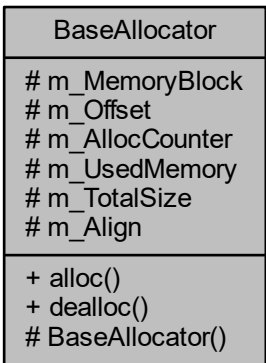 BaseAllocator
# m_MemoryBlock
# m_Offset
# m_AllocCounter
# m_UsedMemory
# m_TotalSize
# m_Align
+ alloc()
+ dealloc()
# BaseAllocator()